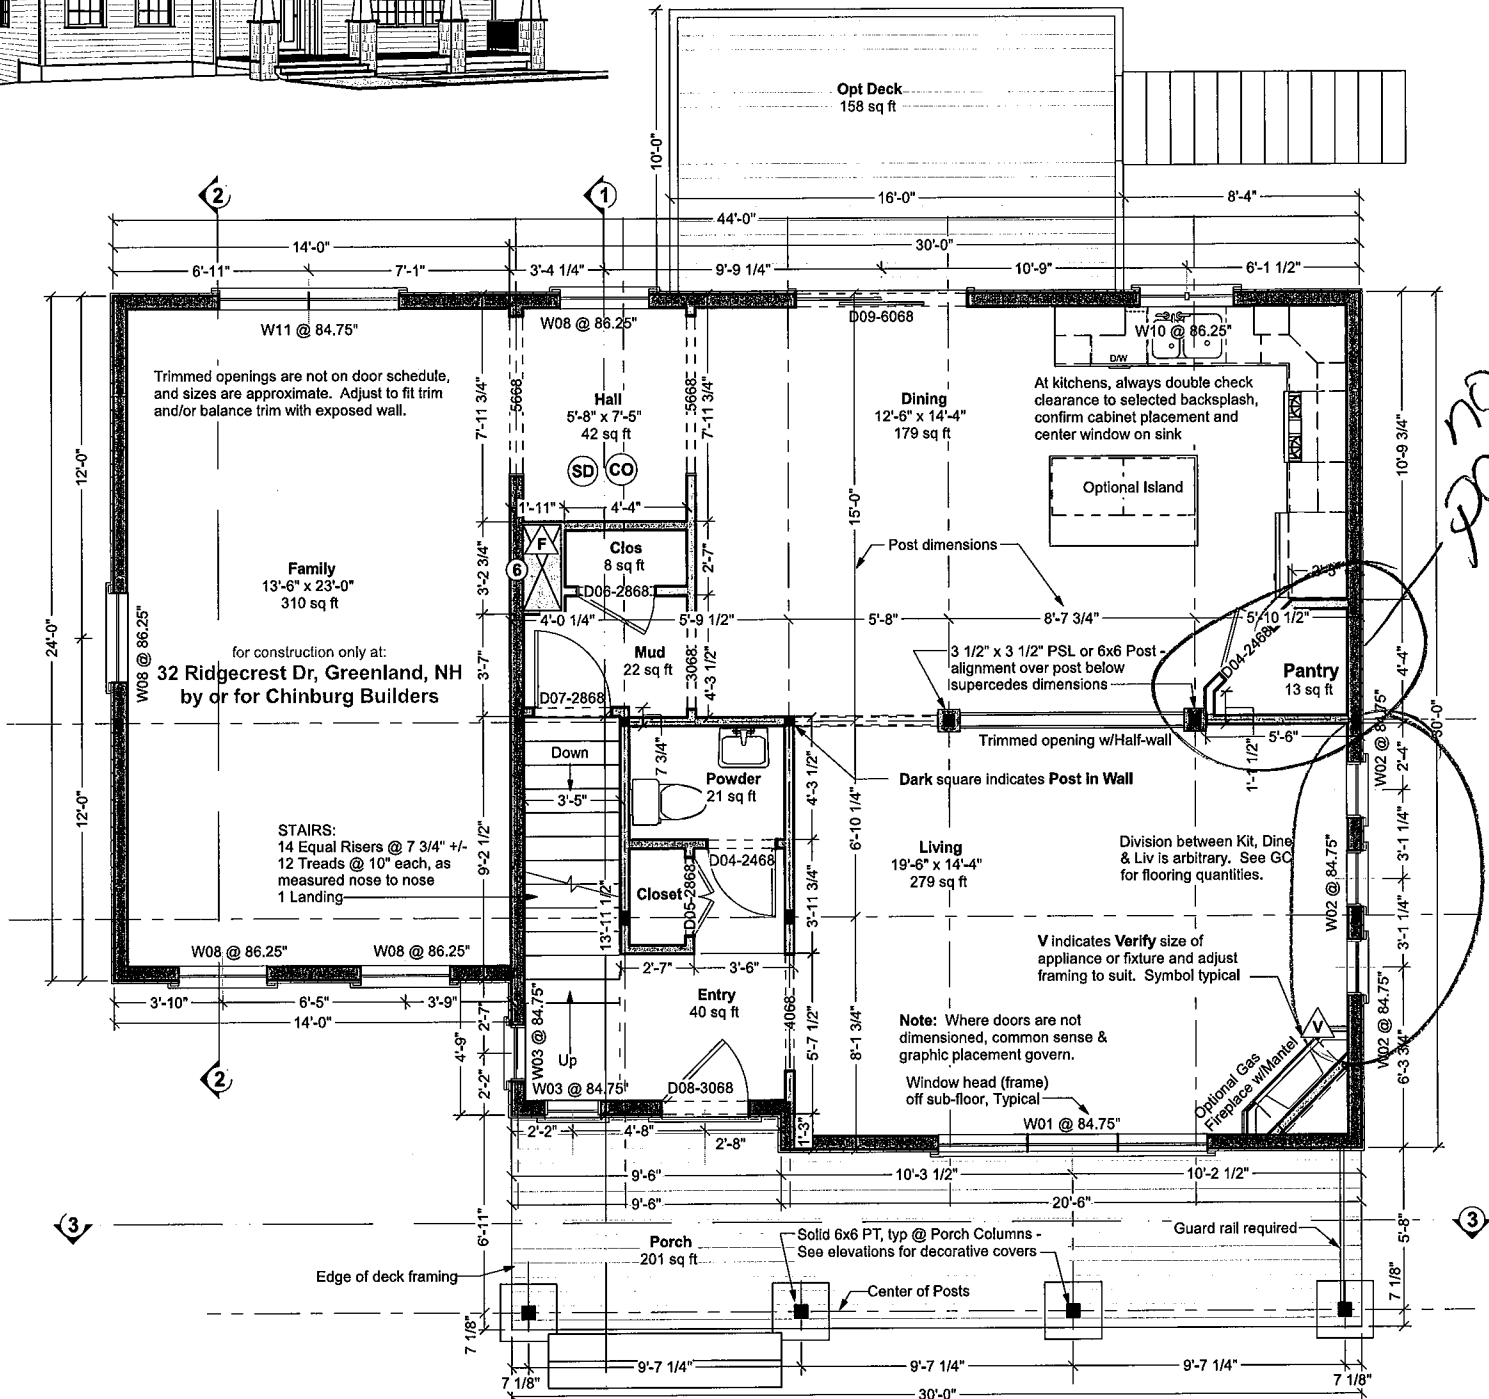 Opt Deck
158 sq ft
10'-0"
16'-0"
8'-4"
2
1
44'-0"
14'-0"
30'-0"
6'-11"
7'-1"
3'-4 1/4"
9'-9 1/4"
10'-9"
6'-1 1/2"
W11 @ 84.75"
W08 @ 86.25"
D09-6068
W10 @ 86.25"
D/W
Trimmed openings are not on door schedule,
and sizes are approximate. Adjust to fit trim
and/or balance trim with exposed wall.
5668
Hall
5'-8" x 7'-5"
42 sq ft
5668
7'-11 3/4"
7'-11 3/4"
Dining
12'-6" x 14'-4"
179 sq ft
At kitchens, always double check
clearance to selected backsplash,
confirm cabinet placement and
center window on sink
10'-9 3/4"
no
12'-0"
SD
CO
Optional Island
1'-11"
4'-4"
15'-0"
F
6
Clos
8 sq ft
D06-2868
2'-7"
3'-2 3/4"
Post dimensions
3'-5"
Family
13'-6" x 23'-0"
310 sq ft
4'-0 1/4"
5'-9 1/2"
5'-8"
8'-7 3/4"
5'-10 1/2"
24'-0"
W08 @ 86.25"
for construction only at:
32 Ridgecrest Dr, Greenland, NH
by or for Chinburg Builders
3'-7"
Mud
22 sq ft
D07-2868
3068
4'-3 1/2"
3 1/2" x 3 1/2" PSL or 6x6 Post -
alignment over post below
supercedes dimensions
D04-2468
Pantry
13 sq ft
4'-4"
30'-0"
Trimmed opening w/Half-wall
5'-6"
1'-1 1/2"
W02 @ 84.75"
2'-4"
Down
3'-5"
7 3/4"
Powder
21 sq ft
4'-3 1/2"
Dark square indicates Post in Wall
12'-0"
STAIRS:
14 Equal Risers @ 7 3/4" +/-
12 Treads @ 10" each, as
measured nose to nose
1 Landing
9'-2 1/2"
13'-11 1/2"
Closet
D05-2868
D04-2468
3'-11 3/4"
6'-10 1/4"
Living
19'-6" x 14'-4"
279 sq ft
Division between Kit, Dine
& Liv is arbitrary. See GC
for flooring quantities.
W02 @ 84.75"
3'-1 1/4"
3'-1 1/4"
W08 @ 86.25"
W08 @ 86.25"
2'-7"
3'-6"
V indicates Verify size of
appliance or fixture and adjust
framing to suit. Symbol typical
3'-10"
6'-5"
3'-9"
14'-0"
2'-7"
4'-9"
2'-2"
W03 @ 84.75"
Up
Entry
40 sq ft
4068
5'-7 1/2"
8'-1 3/4"
Note: Where doors are not
dimensioned, common sense &
graphic placement govern.
V
W02 @ 84.75"
6'-3 3/4"
2
W03 @ 84.75"
D08-3068
Window head (frame)
off sub-floor, Typical
Optional Gas
Fireplace w/Mantel
W01 @ 84.75"
2'-2"
4'-8"
2'-8"
1'-3"
9'-6"
10'-3 1/2"
10'-2 1/2"
9'-6"
20'-6"
3
6'-11"
Porch
201 sq ft
Solid 6x6 PT, typ @ Porch Columns -
See elevations for decorative covers
Guard rail required
5'-8"
3
Edge of deck framing
Center of Posts
7 1/8"
7 1/8"
9'-7 1/4"
9'-7 1/4"
9'-7 1/4"
7 1/8"
7 1/8"
30'-0"